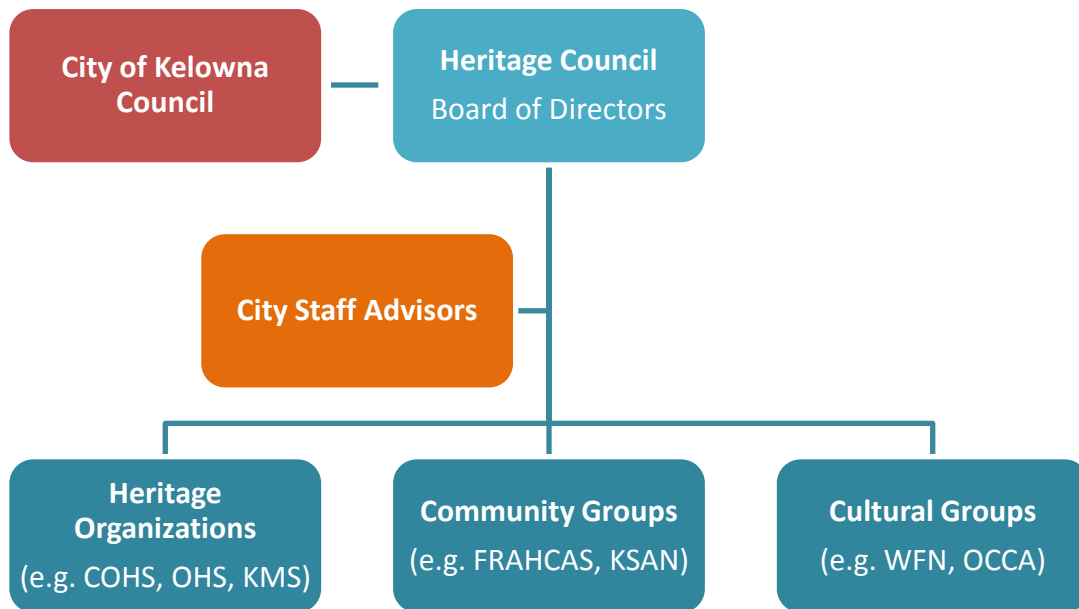 City of Kelowna
Council
Heritage Council
Board of Directors
City Staff Advisors
Heritage
Organizations
(e.g. COHS, OHS, KMS)
Community Groups
(e.g. FRAHCAS, KSAN)
Cultural Groups
(e.g. WFN, OCCA)